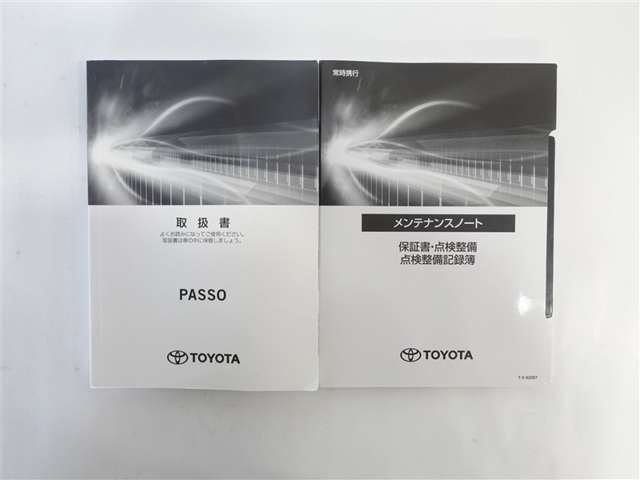 取扱書
よくお読みになってご使用ください。
取扱書は車の中に保管しましょう。
PASSO
TOYOTA
常時携行
メンテナンスノート
保証書・点検整備
点検整備記録簿
TOYOTA